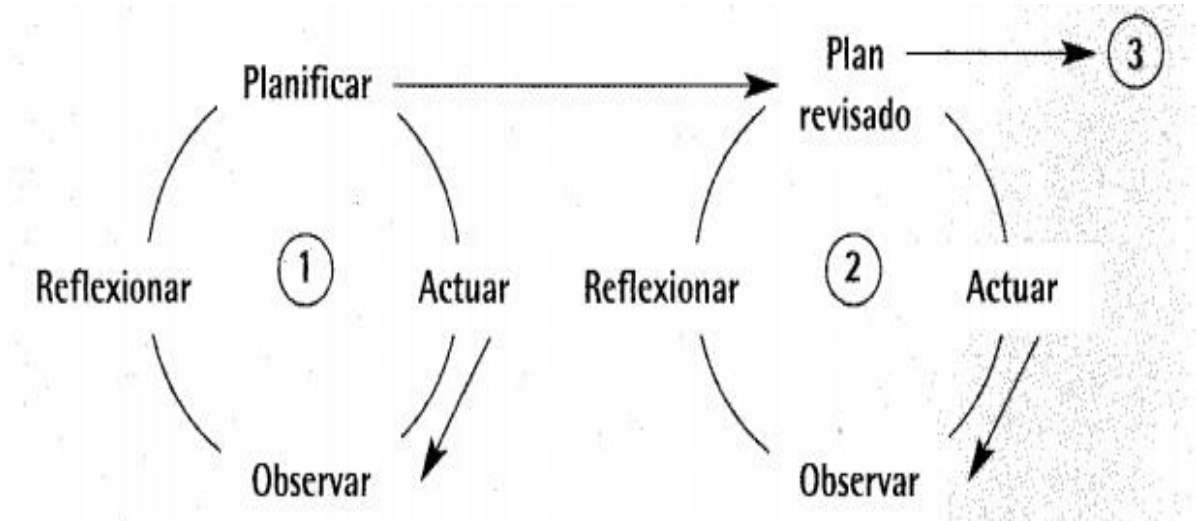 Planificar
Plan
revisado
3
Reflexionar
1
Actuar
Reflexionar
2
Actuar
Observar
Observar